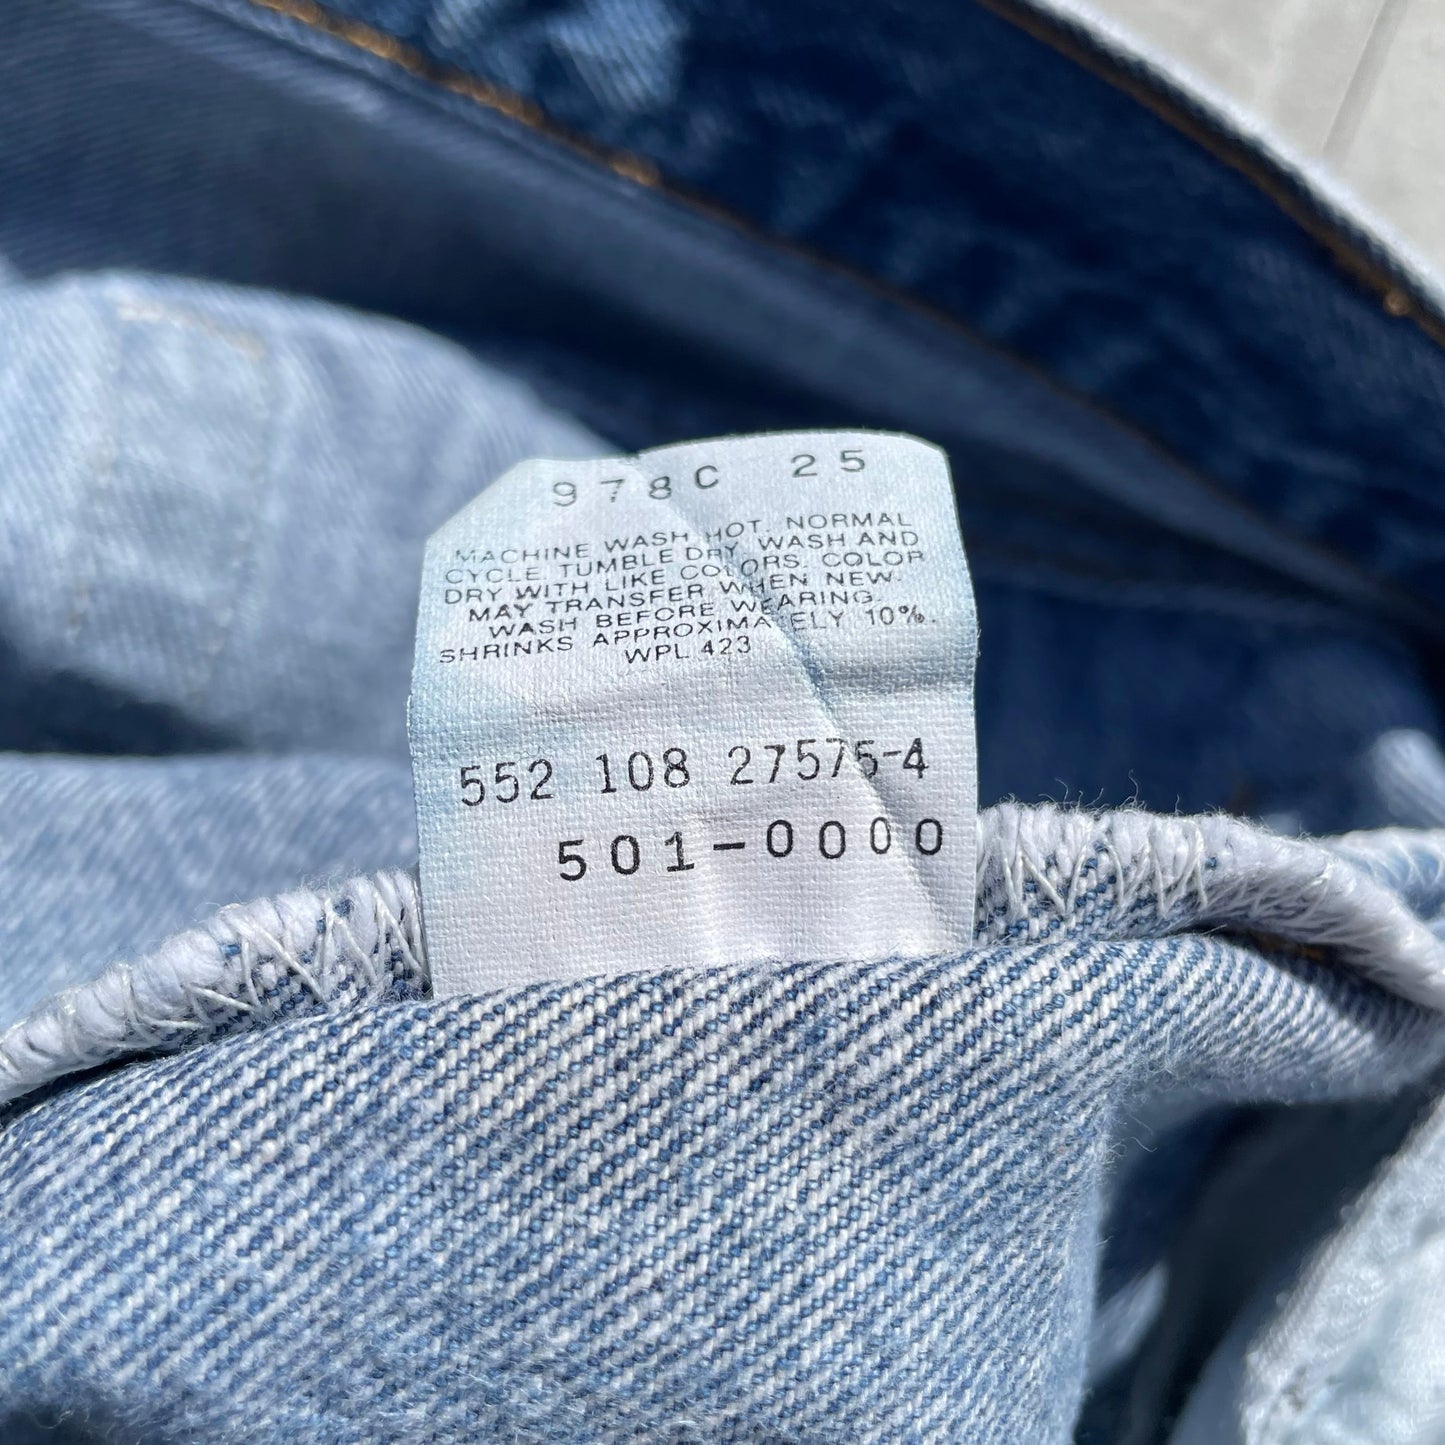 978C 25
MACHINE WASH HOT, NORMAL
CYCLE. TUMBLE DRY, WASH AND
DRY WITH LIKE COLORS. COLOR
MAY TRANSFER WHEN NEW.
WASH BEFORE WEARING.
SHRINKS APPROXIMATELY 10%.
WPL 423
552 108 27575-4
501-0000